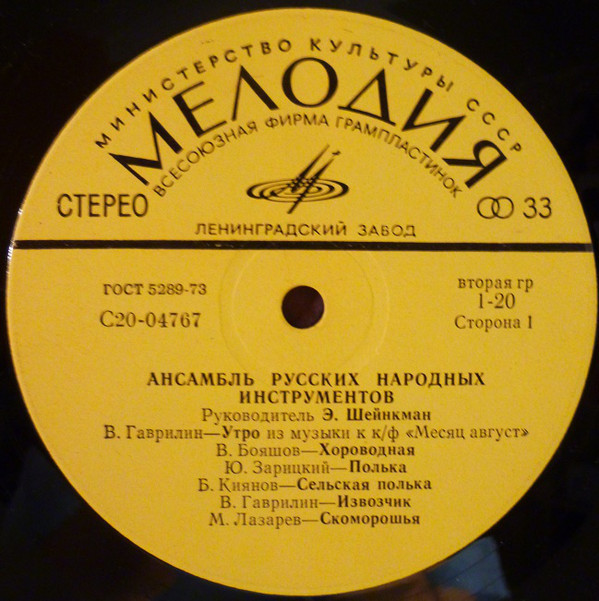 МИНИСТЕРСТВО КУЛЬТУРЫ СССР
МЕЛОДИЯ
ВСЕСОЮЗНАЯ ФИРМА ГРАМПЛАСТИНОК
СТЕРЕО
33
ЛЕНИНГРАДСКИЙ ЗАВОД
ГОСТ 5289-73
вторая гр
1-20
С20-04767
Сторона 1
АНСАМБЛЬ РУССКИХ НАРОДНЫХ
ИНСТРУМЕНТОВ
Руководитель Э. Шейнкман
В. Гаврилин—Утро из музыки к к/ф «Месяц август»
В. Бояшов—Хороводная
Ю. Зарицкий—Полька
Б. Киянов—Сельская полька
В. Гаврилин—Извозчик
М. Лазарев—Скоморошья